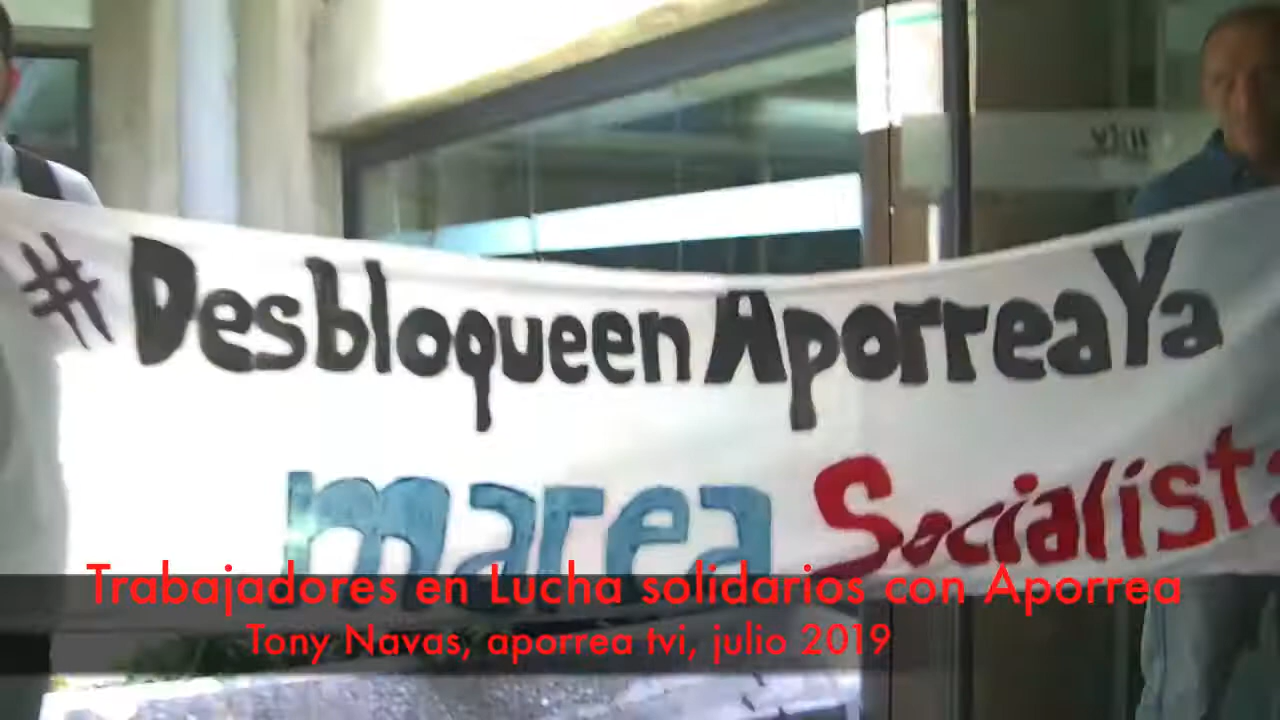 #DesbloqueenAporreaYa
marea Socialista
Trabajadores en Lucha solidarios con Aporrea
Tony Navas, aporrea tvi, julio 2019